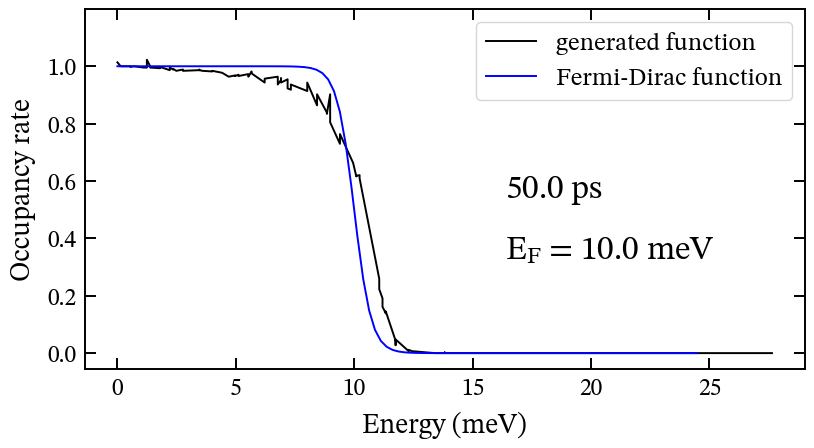 generated function
Fermi-Dirac function
1.0
0.8
0.6
0.4
0.2
0.0
Occupancy rate
50.0 ps
E_F = 10.0 meV
0 5 10 15 20 25
Energy (meV)